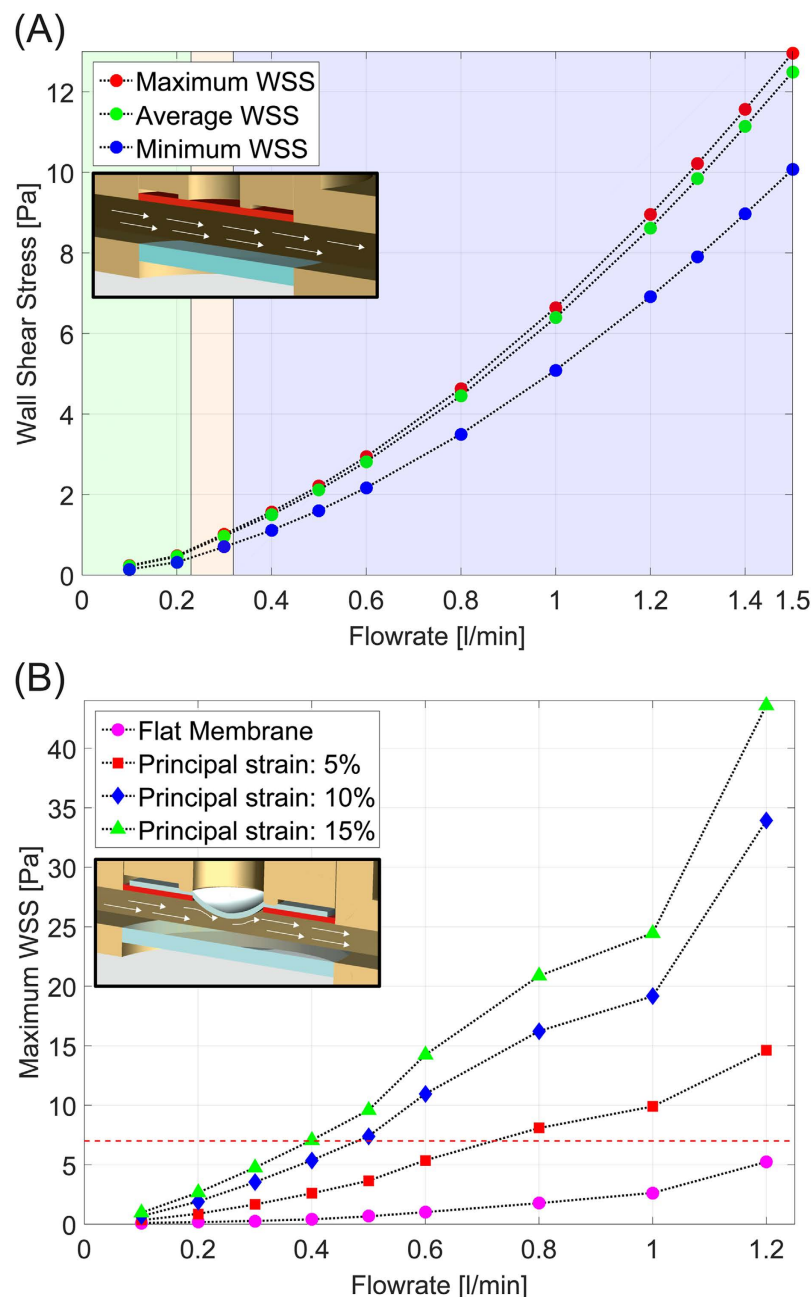 (A)
Maximum WSS
Average WSS
Minimum WSS
Wall Shear Stress [Pa]
12
10
8
6
4
2
0
0 0.2 0.4 0.6 0.8 1 1.2 1.4 1.5
Flowrate [l/min]
(B)
Flat Membrane
Principal strain: 5%
Principal strain: 10%
Principal strain: 15%
Maximum WSS [Pa]
40
35
30
25
20
15
10
5
0
0 0.2 0.4 0.6 0.8 1 1.2
Flowrate [l/min]